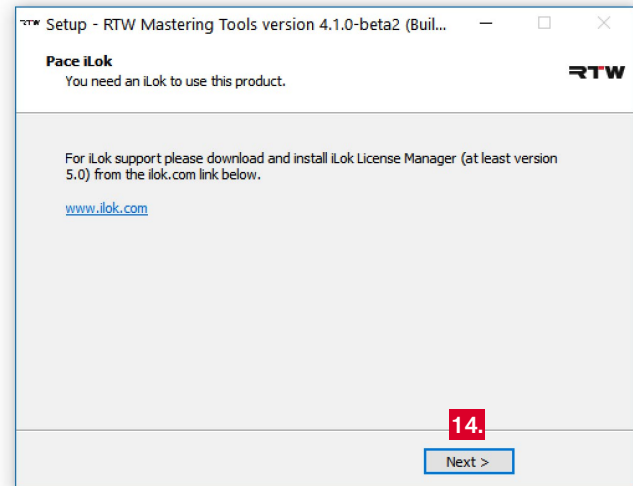 RTW Setup - RTW Mastering Tools version 4.1.0-beta2 (Buil...
Pace iLok
You need an iLok to use this product.
RTW
For iLok support please download and install iLok License Manager (at least version
5.0) from the ilok.com link below.
www.ilok.com
14.
Next >